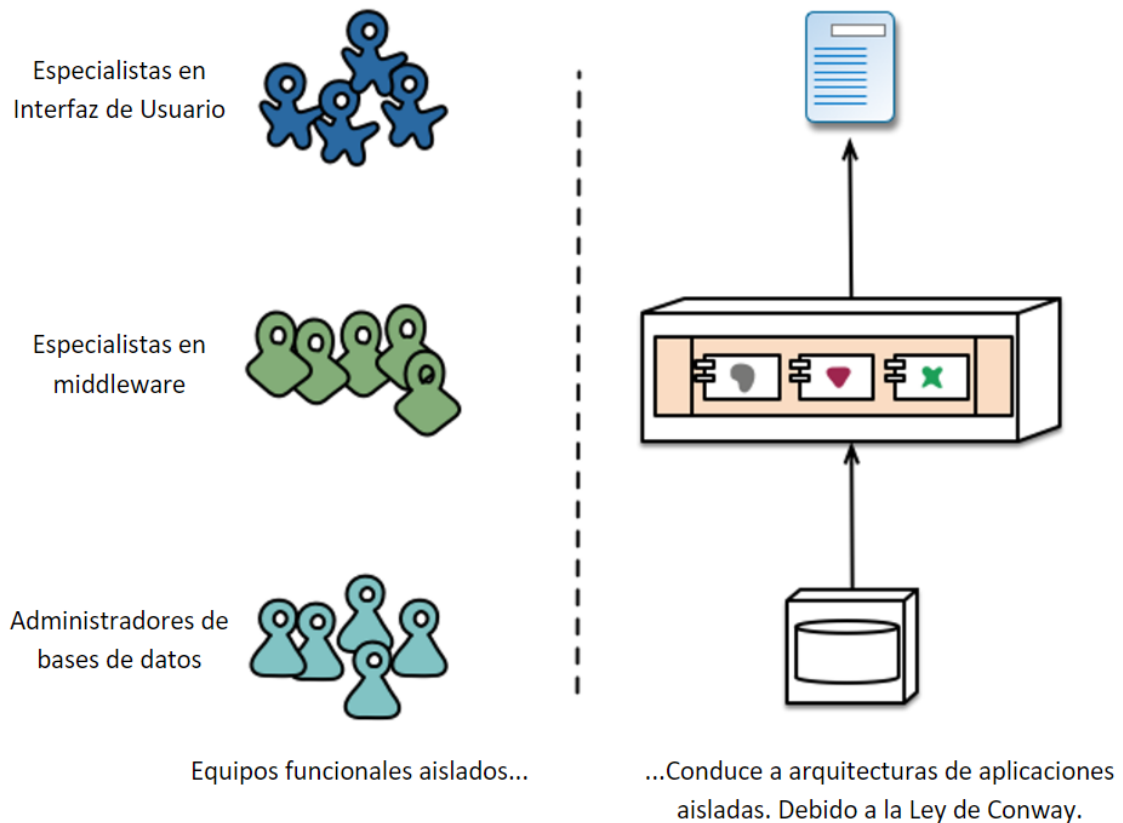 Especialistas en
Interfaz de Usuario
Especialistas en
middleware
Administradores de
bases de datos
Equipos funcionales aislados...
...Conduce a arquitecturas de aplicaciones
aisladas. Debido a la Ley de Conway.